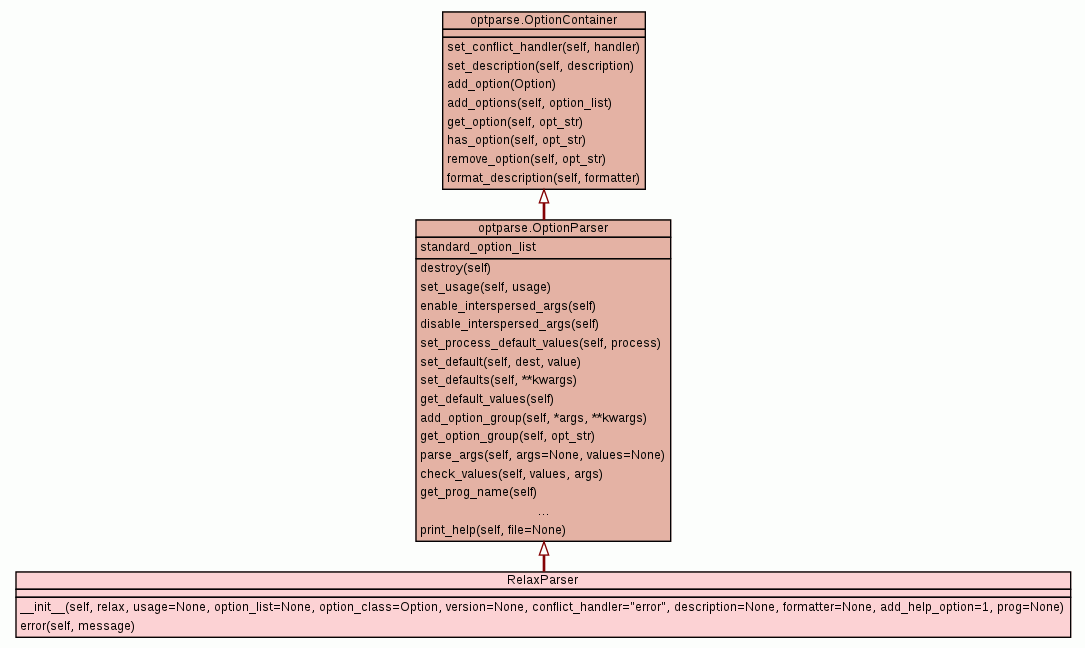 optparse.OptionContainer
set_conflict_handler(self, handler)
set_description(self, description)
add_option(Option)
add_options(self, option_list)
get_option(self, opt_str)
has_option(self, opt_str)
remove_option(self, opt_str)
format_description(self, formatter)
optparse.OptionParser
standard_option_list
destroy(self)
set_usage(self, usage)
enable_interspersed_args(self)
disable_interspersed_args(self)
set_process_default_values(self, process)
set_default(self, dest, value)
set_defaults(self, **kwargs)
get_default_values(self)
add_option_group(self, *args, **kwargs)
get_option_group(self, opt_str)
parse_args(self, args=None, values=None)
check_values(self, values, args)
get_prog_name(self)
...
print_help(self, file=None)
RelaxParser
__init__(self, relax, usage=None, option_list=None, option_class=Option, version=None, conflict_handler="error", description=None, formatter=None, add_help_option=1, prog=None)
error(self, message)